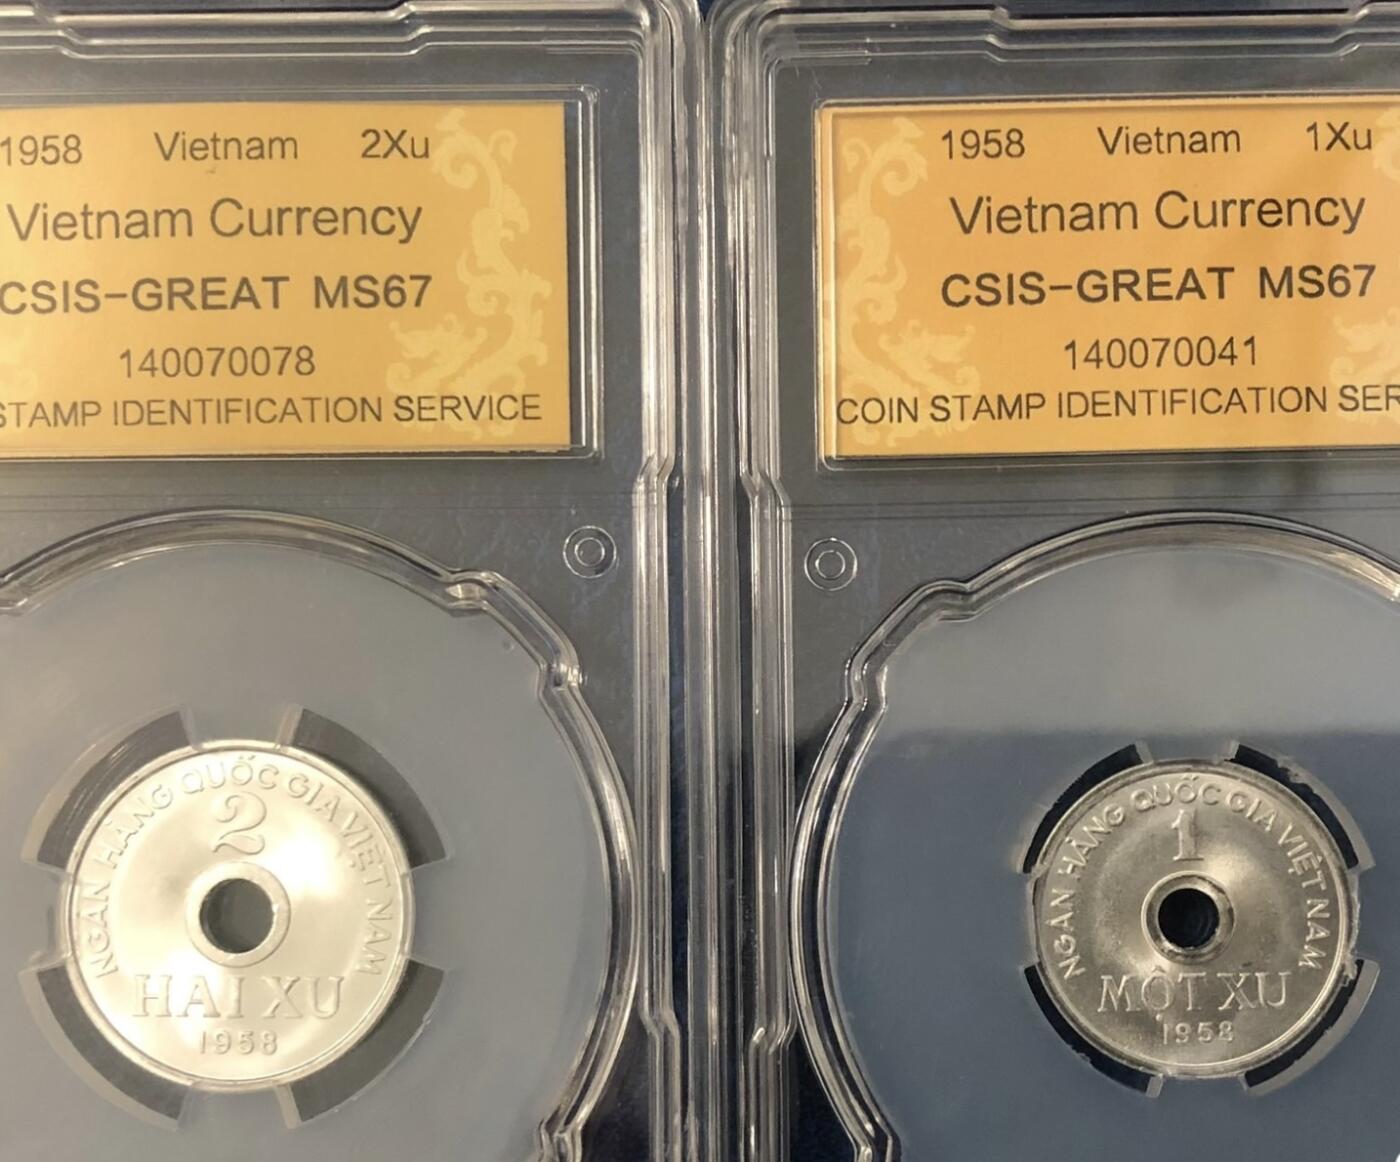 1958 Vietnam 2Xu
Vietnam Currency
CSIS-GREAT MS67
140070078
STAMP IDENTIFICATION SERVICE
NGÂN HÀNG QUỐC GIA VIỆT NAM
2
HAI XU
1958
1958 Vietnam 1Xu
Vietnam Currency
CSIS-GREAT MS67
140070041
COIN STAMP IDENTIFICATION SER
NGÂN HÀNG QUỐC GIA VIỆT NAM
1
MỘT XU
1958